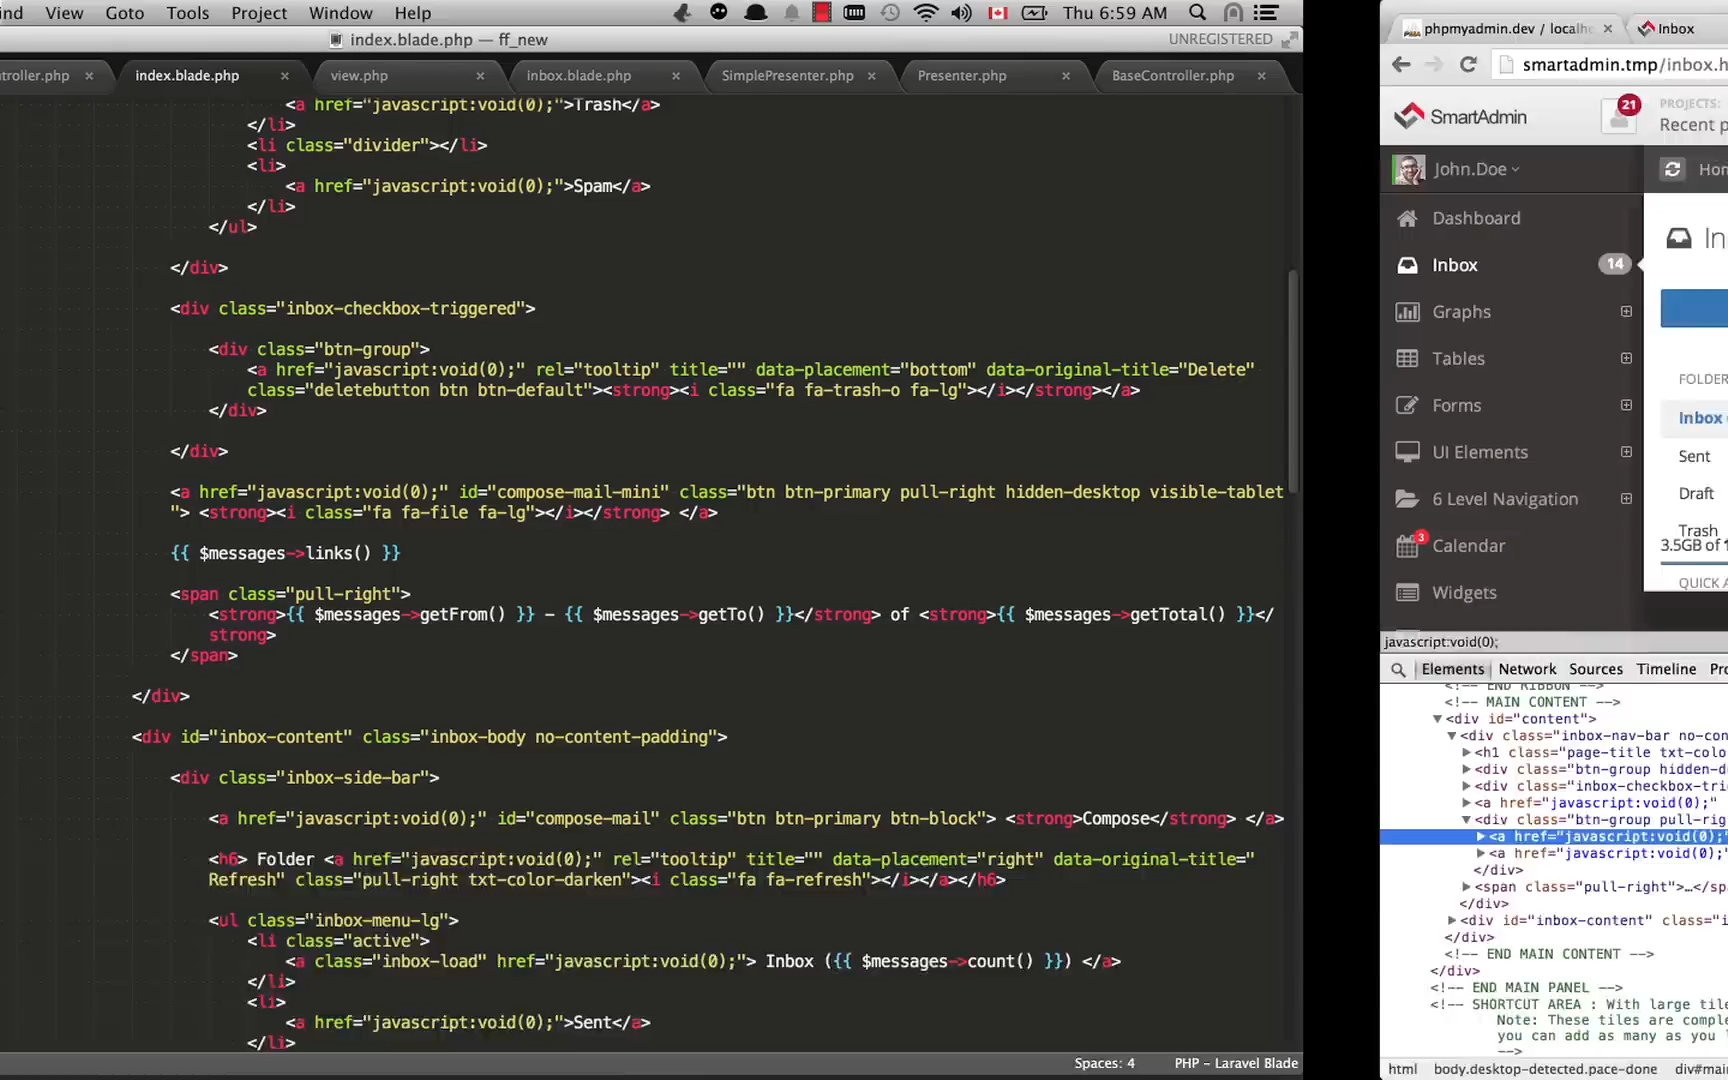 ind View Goto Tools Project Window Help Thu 6:59 AM
index.blade.php — ff_new UNREGISTERED
ntroller.php index.blade.php view.php inbox.blade.php SimplePresenter.php Presenter.php BaseController.php
<a href="javascript:void(0);">Trash</a>
</li>
<li class="divider"></li>
<li>
<a href="javascript:void(0);">Spam</a>
</li>
</ul>
</div>
<div class="inbox-checkbox-triggered">
<div class="btn-group">
<a href="javascript:void(0);" rel="tooltip" title="" data-placement="bottom" data-original-title="Delete"
class="deletebutton btn btn-default"><strong><i class="fa fa-trash-o fa-lg"></i></strong></a>
</div>
</div>
<a href="javascript:void(0);" id="compose-mail-mini" class="btn btn-primary pull-right hidden-desktop visible-tablet
"> <strong><i class="fa fa-file fa-lg"></i></strong> </a>
{{ $messages->links() }}
<span class="pull-right">
<strong>{{ $messages->getFrom() }} – {{ $messages->getTo() }}</strong> of <strong>{{ $messages->getTotal() }}</
strong>
</span>
</div>
<div id="inbox-content" class="inbox-body no-content-padding">
<div class="inbox-side-bar">
<a href="javascript:void(0);" id="compose-mail" class="btn btn-primary btn-block"> <strong>Compose</strong> </a>
<h6> Folder <a href="javascript:void(0);" rel="tooltip" title="" data-placement="right" data-original-title="
Refresh" class="pull-right txt-color-darken"><i class="fa fa-refresh"></i></a></h6>
<ul class="inbox-menu-lg">
<li class="active">
<a class="inbox-load" href="javascript:void(0);"> Inbox ({{ $messages->count() }}) </a>
</li>
<li>
<a href="javascript:void(0);">Sent</a>
</li>
Spaces: 4 PHP – Laravel Blade
phpmyadmin.dev / localhe Inbox
smartadmin.tmp/inbox.h
SmartAdmin 21 PROJECTS:
Recent p
John.Doe Hom
Dashboard
Inbox 14
Graphs
Tables
Forms
UI Elements
6 Level Navigation
3 Calendar
Widgets
In
FOLDER
Inbox
Sent
Draft
Trash
3.5GB of 1
QUICK A
javascript:void(0);
Elements Network Sources Timeline Pro
<!-- END RIBBON -->
<!-- MAIN CONTENT -->
<div id="content">
<div class="inbox-nav-bar no-con
<h1 class="page-title txt-color
<div class="btn-group hidden-d
<div class="inbox-checkbox-tri
<a href="javascript:void(0);"
<div class="btn-group pull-rig
<a href="javascript:void(0);"
<a href="javascript:void(0);"
</div>
<span class="pull-right">…</sp
</div>
<div id="inbox-content" class="i
</div>
<!-- END MAIN CONTENT -->
</div>
<!-- END MAIN PANEL -->
<!-- SHORTCUT AREA : With large tile
Note: These tiles are comple
you can add as many as you l
-->
html body.desktop-detected.pace-done div#main